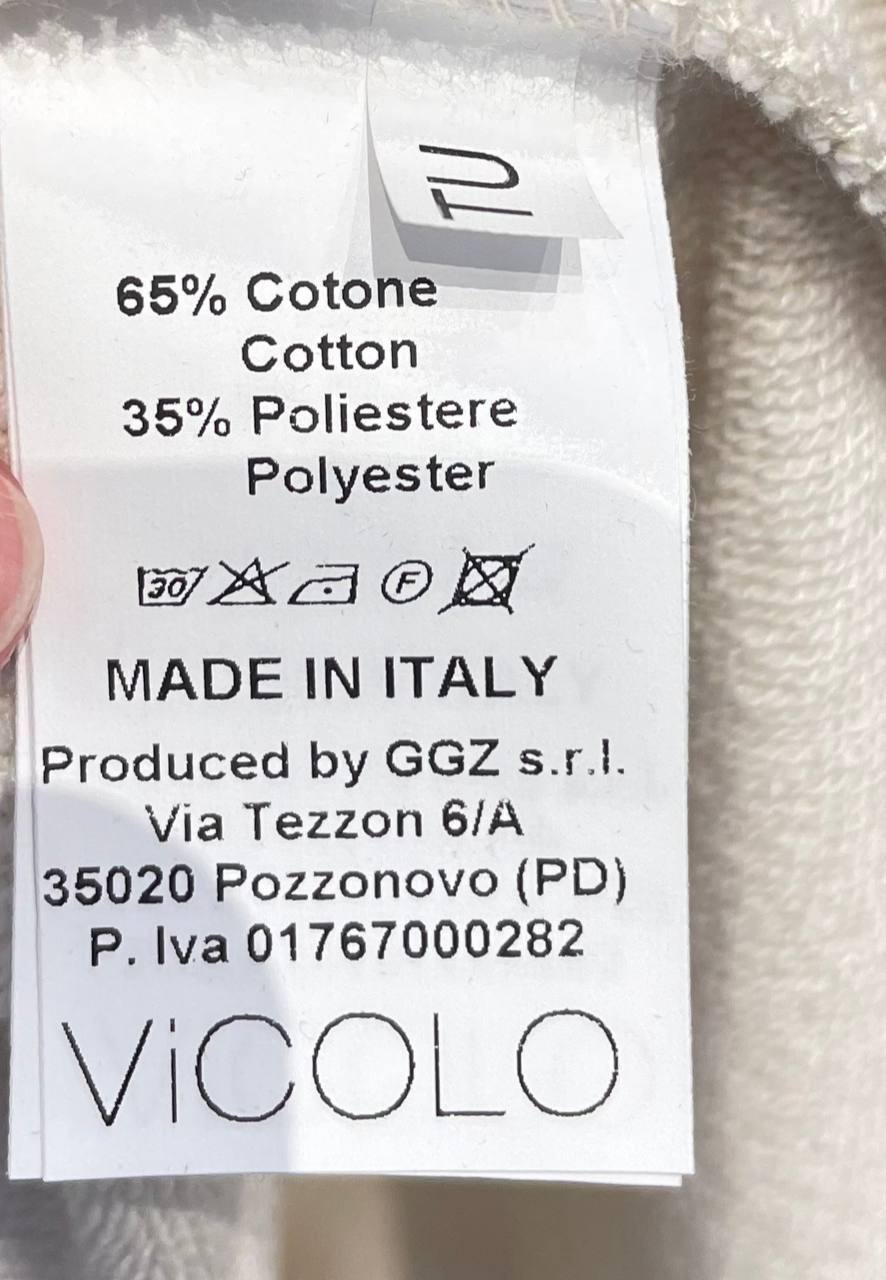 TU
65% Cotone
Cotton
35% Poliestere
Polyester
30 F
MADE IN ITALY
Produced by GGZ s.r.l.
Via Tezzon 6/A
35020 Pozzonovo (PD)
P. Iva 01767000282
ViCOLO